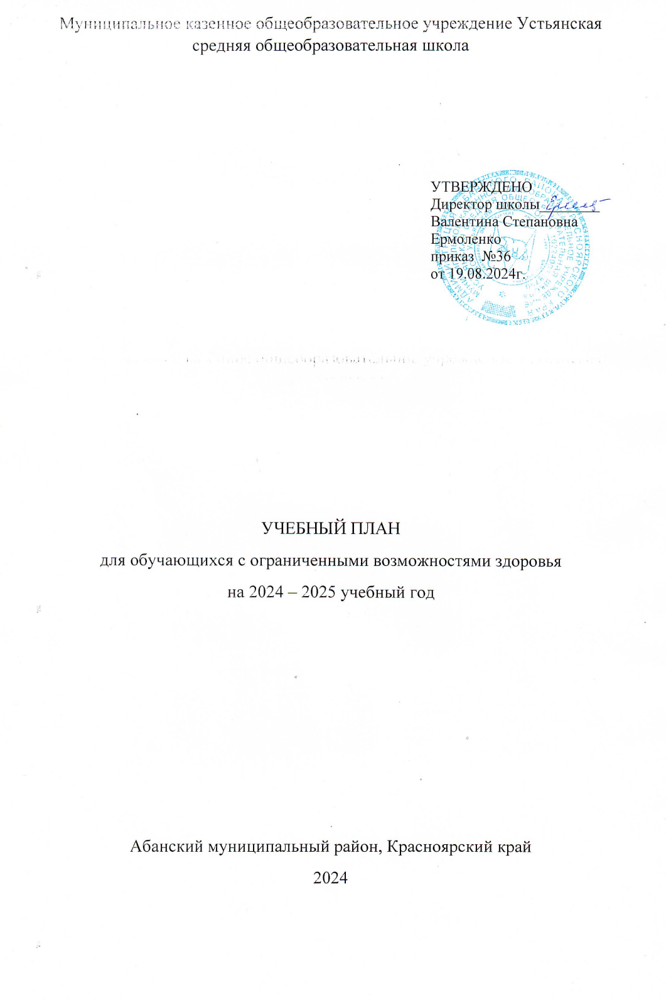 Муниципальное казенное общеобразовательное учреждение Устьянская
средняя общеобразовательная школа
УТВЕРЖДЕНО
Директор школы
Валентина Степановна
Ермоленко
приказ №36
от 19.08.2024г.
УЧЕБНЫЙ ПЛАН
для обучающихся с ограниченными возможностями здоровья
на 2024 – 2025 учебный год
Абанский муниципальный район, Красноярский край
2024